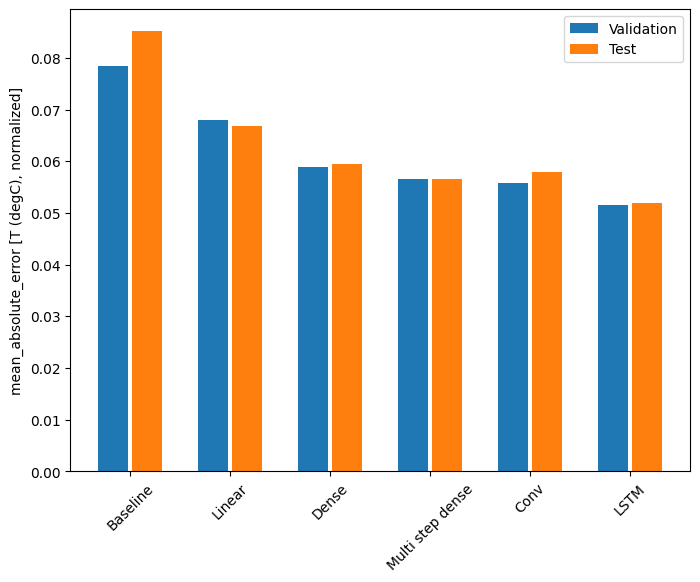 Validation
Test
mean_absolute_error [T (degC), normalized]
0.08
0.07
0.06
0.05
0.04
0.03
0.02
0.01
0.00
Baseline
Linear
Dense
Multi step dense
Conv
LSTM